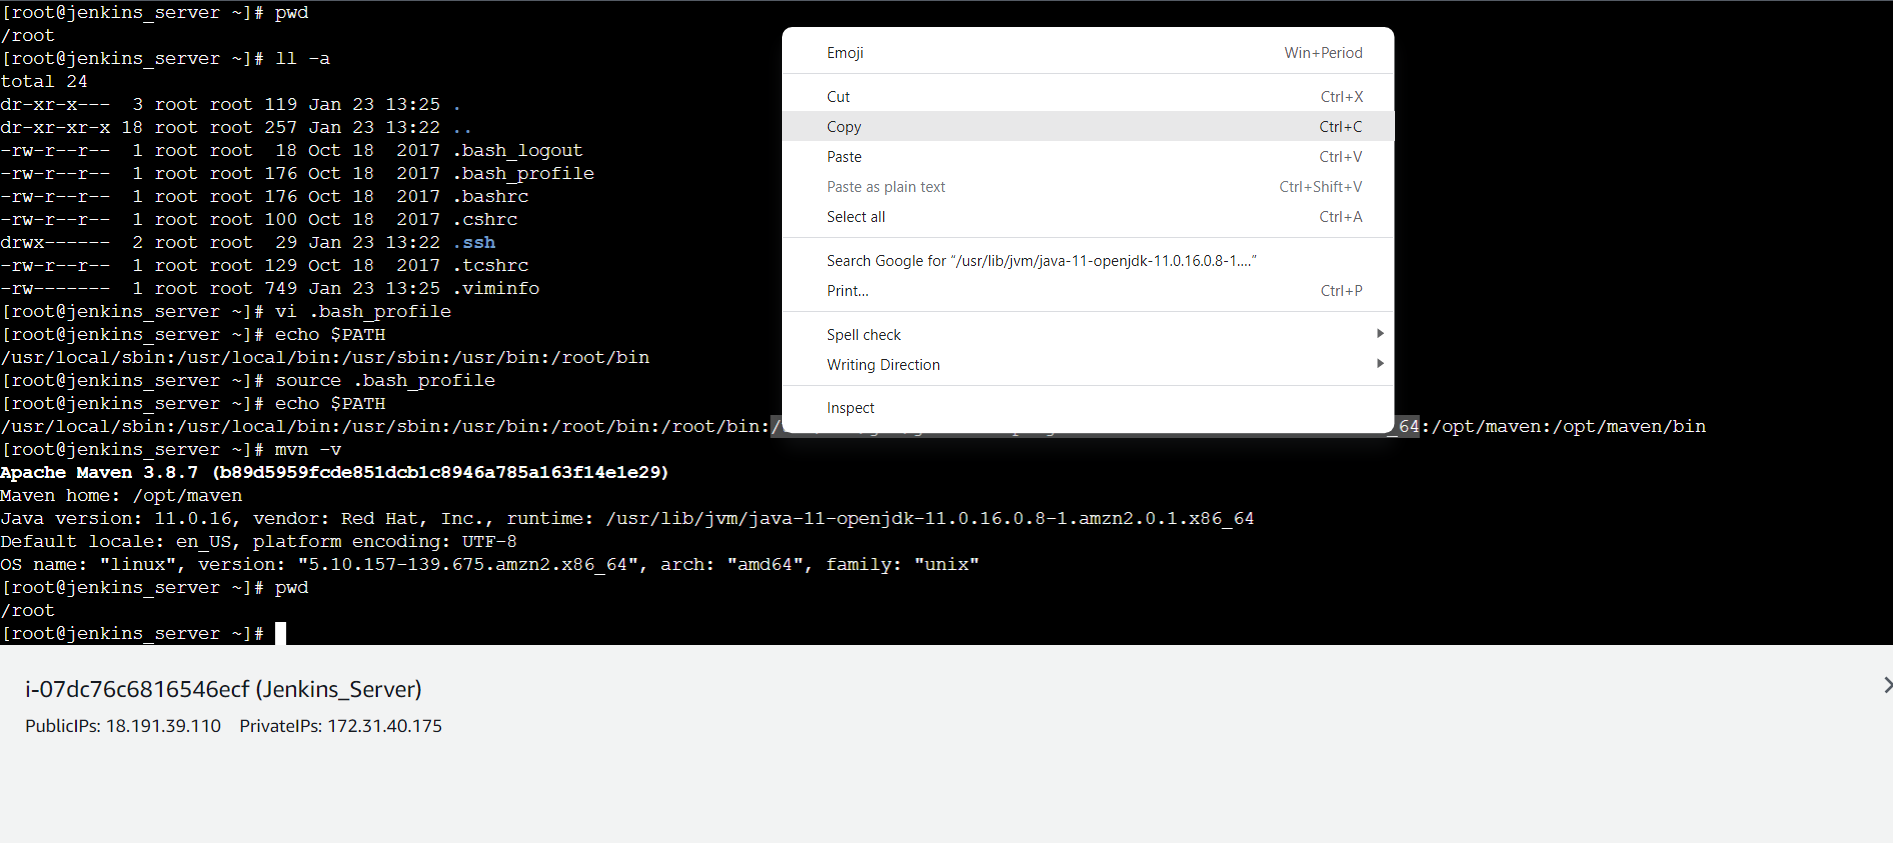 [root@jenkins_server ~]# pwd
/root
[root@jenkins_server ~]# ll -a
total 24
dr-xr-x---  3 root root 119 Jan 23 13:25 .
dr-xr-xr-x 18 root root 257 Jan 23 13:22 ..
-rw-r--r--  1 root root  18 Oct 18  2017 .bash_logout
-rw-r--r--  1 root root 176 Oct 18  2017 .bash_profile
-rw-r--r--  1 root root 176 Oct 18  2017 .bashrc
-rw-r--r--  1 root root 100 Oct 18  2017 .cshrc
drwx------  2 root root  29 Jan 23 13:22 .ssh
-rw-r--r--  1 root root 129 Oct 18  2017 .tcshrc
-rw-------  1 root root 749 Jan 23 13:25 .viminfo
[root@jenkins_server ~]# vi .bash_profile
[root@jenkins_server ~]# echo $PATH
/usr/local/sbin:/usr/local/bin:/usr/sbin:/usr/bin:/root/bin
[root@jenkins_server ~]# source .bash_profile
[root@jenkins_server ~]# echo $PATH
/usr/local/sbin:/usr/local/bin:/usr/sbin:/usr/bin:/root/bin:/root/bin:/ _64:/opt/maven:/opt/maven/bin
[root@jenkins_server ~]# mvn -v
Apache Maven 3.8.7 (b89d5959fcde851dcb1c8946a785a163f14e1e29)
Maven home: /opt/maven
Java version: 11.0.16, vendor: Red Hat, Inc., runtime: /usr/lib/jvm/java-11-openjdk-11.0.16.0.8-1.amzn2.0.1.x86_64
Default locale: en_US, platform encoding: UTF-8
OS name: "linux", version: "5.10.157-139.675.amzn2.x86_64", arch: "amd64", family: "unix"
[root@jenkins_server ~]# pwd
/root
[root@jenkins_server ~]#
Emoji Win+Period
Cut Ctrl+X
Copy Ctrl+C
Paste Ctrl+V
Paste as plain text Ctrl+Shift+V
Select all Ctrl+A
Search Google for “/usr/lib/jvm/java-11-openjdk-11.0.16.0.8-1....”
Print... Ctrl+P
Spell check
Writing Direction
Inspect
i-07dc76c6816546ecf (Jenkins_Server)
PublicIPs: 18.191.39.110 PrivateIPs: 172.31.40.175